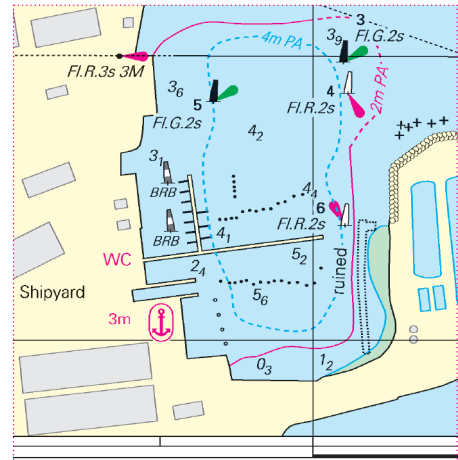 3
3₉ Fl.G.2s
4m PA
Fl.R.3s 3M
3₆
5
4
Fl.R.2s
2m PA
Fl.G.2s
4₂
3₁
BRB
4₄
6
BRB
4₁
Fl.R.2s
5₂
WC
2₄
ruined
Shipyard
5₆
3m
0₃
1₂